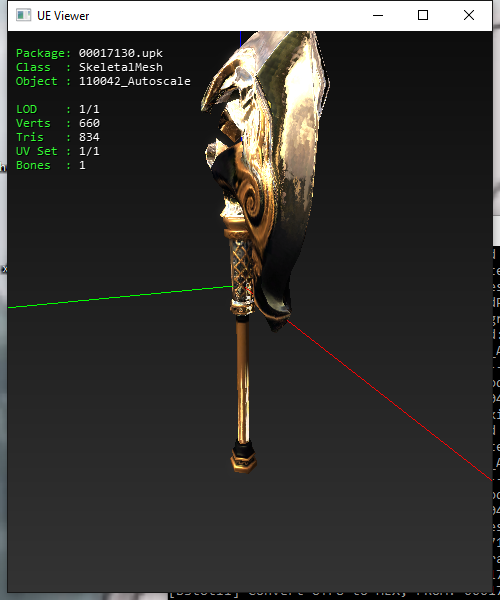 UE Viewer
Package: 00017130.upk
Class : SkeletalMesh
Object : 110042_Autoscale
LOD : 1/1
Verts : 660
Tris : 834
UV Set : 1/1
Bones : 1